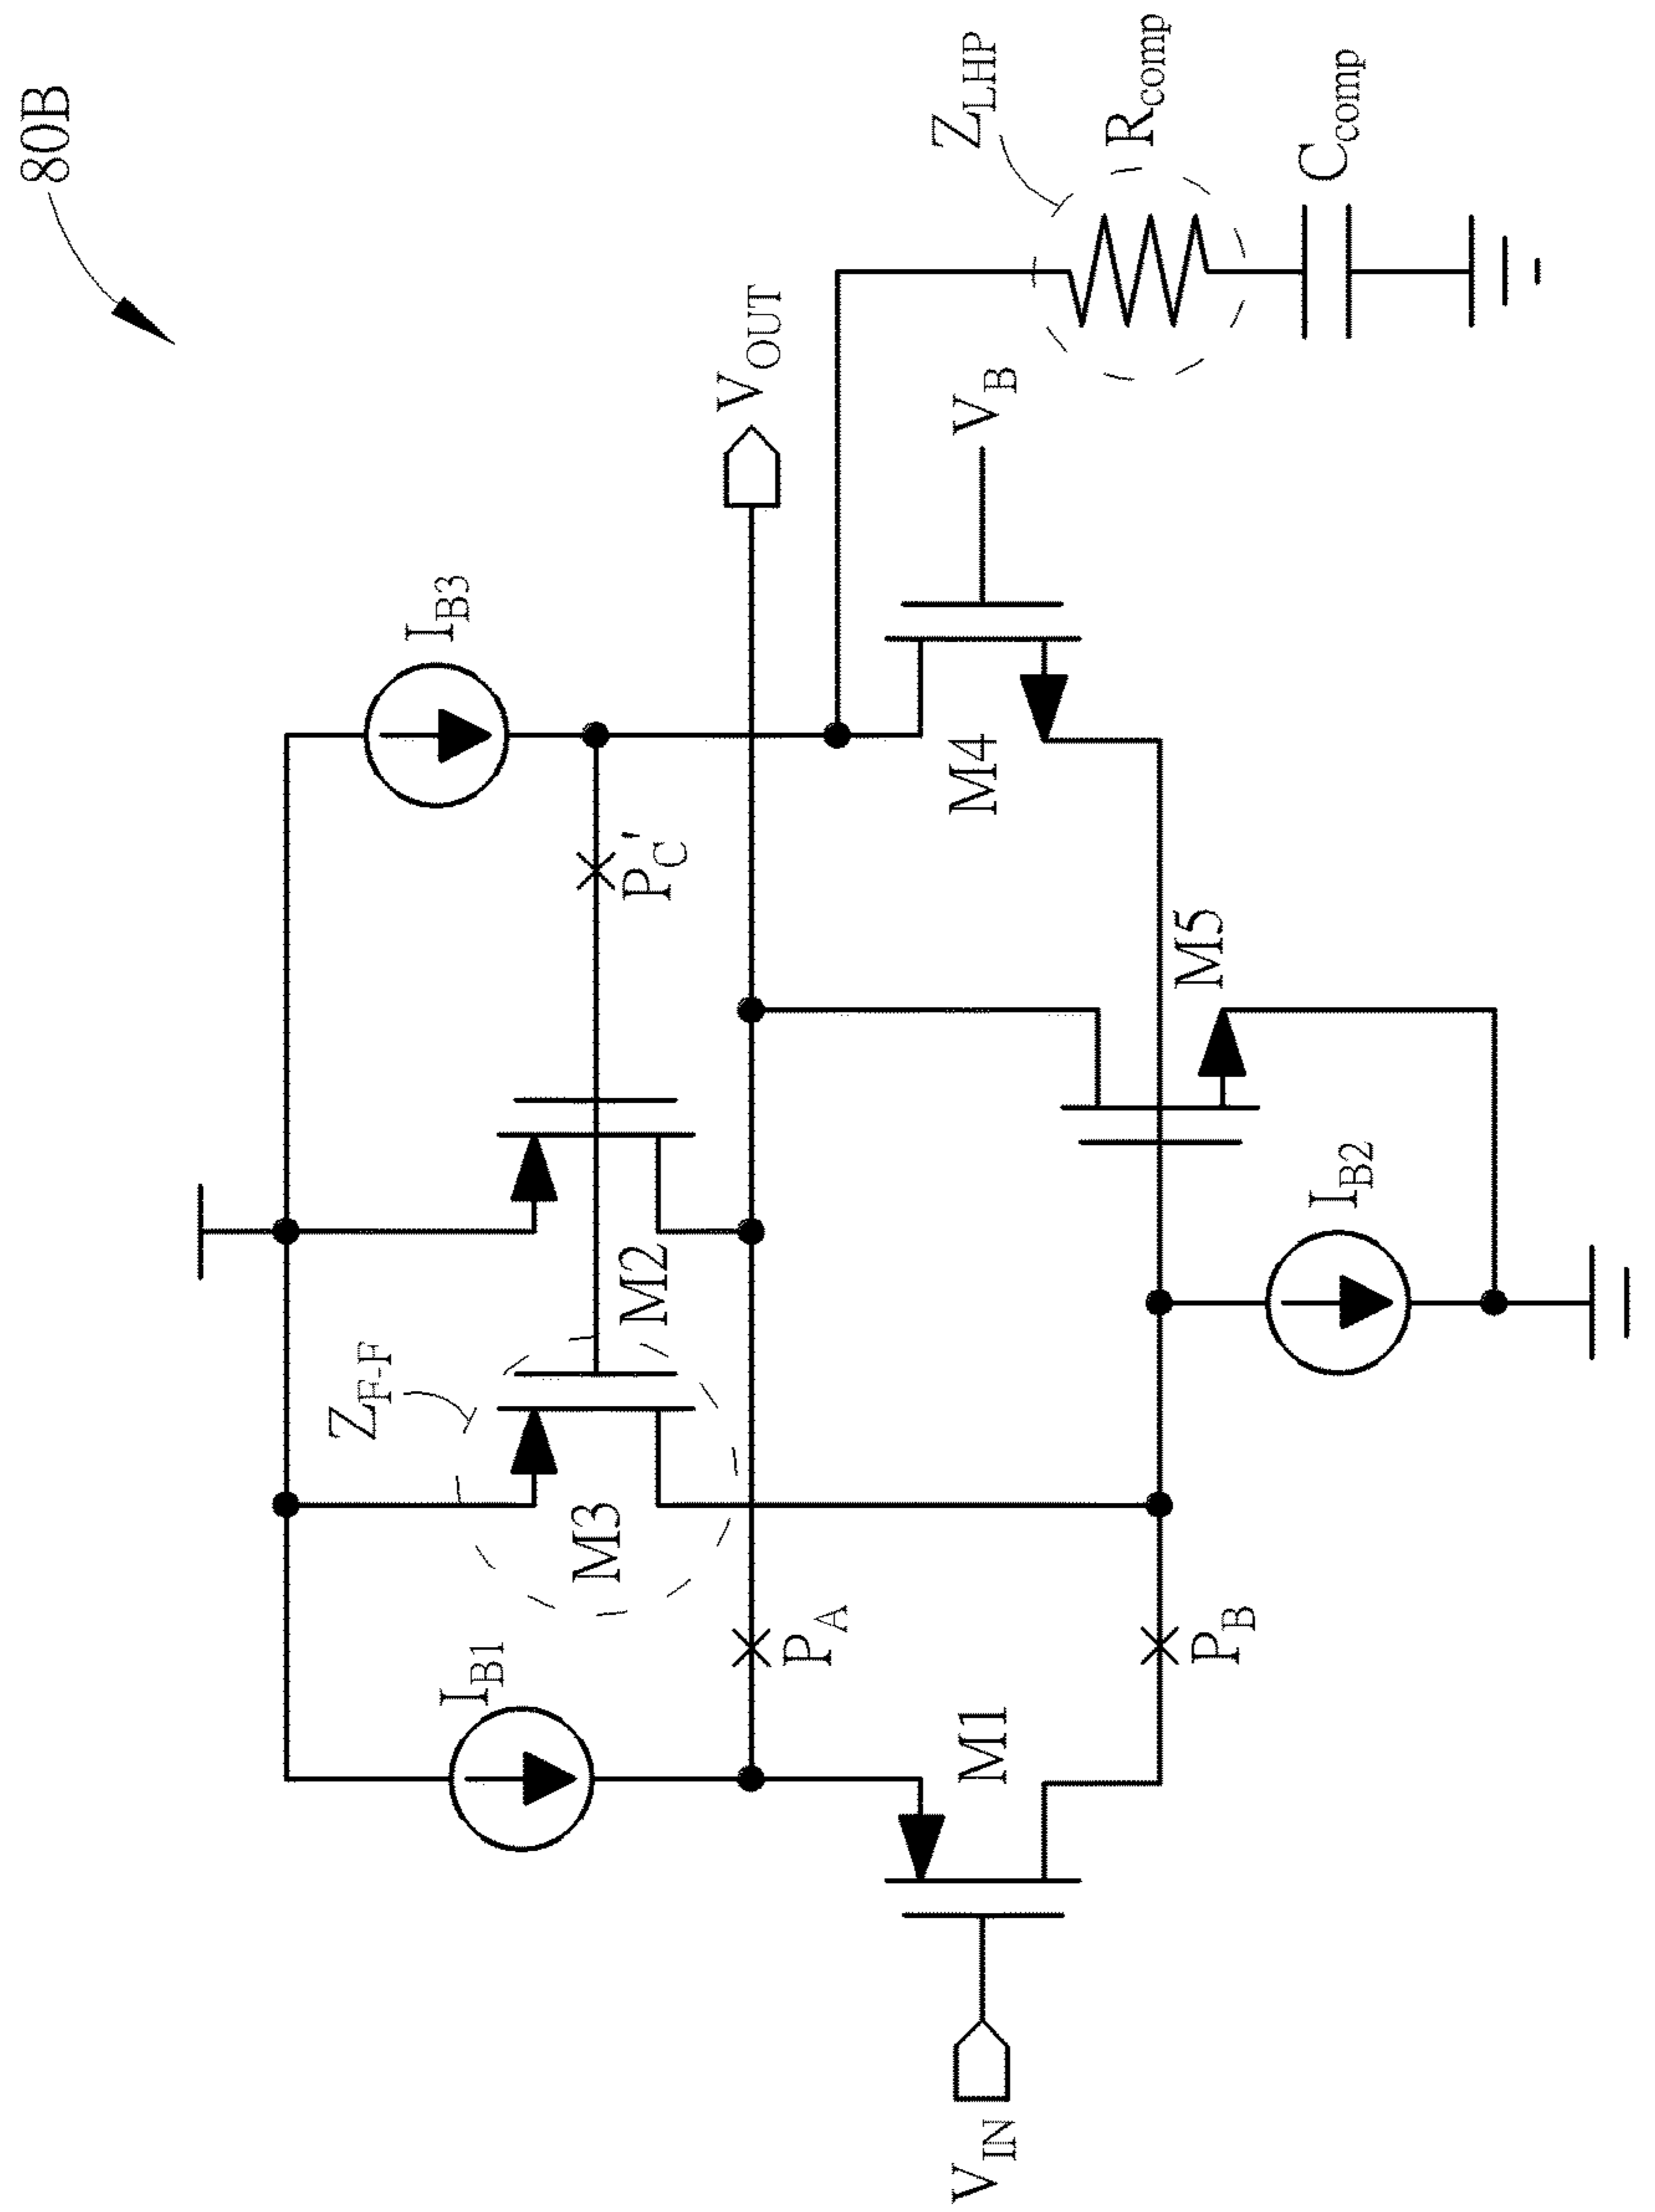 80B
I_B3
V_OUT
Z_LHP
R_comp
C_comp
V_B
M4
P_C'
M5
M2
Z_F-F
M3
I_B2
I_B1
P_A
P_B
M1
V_IN